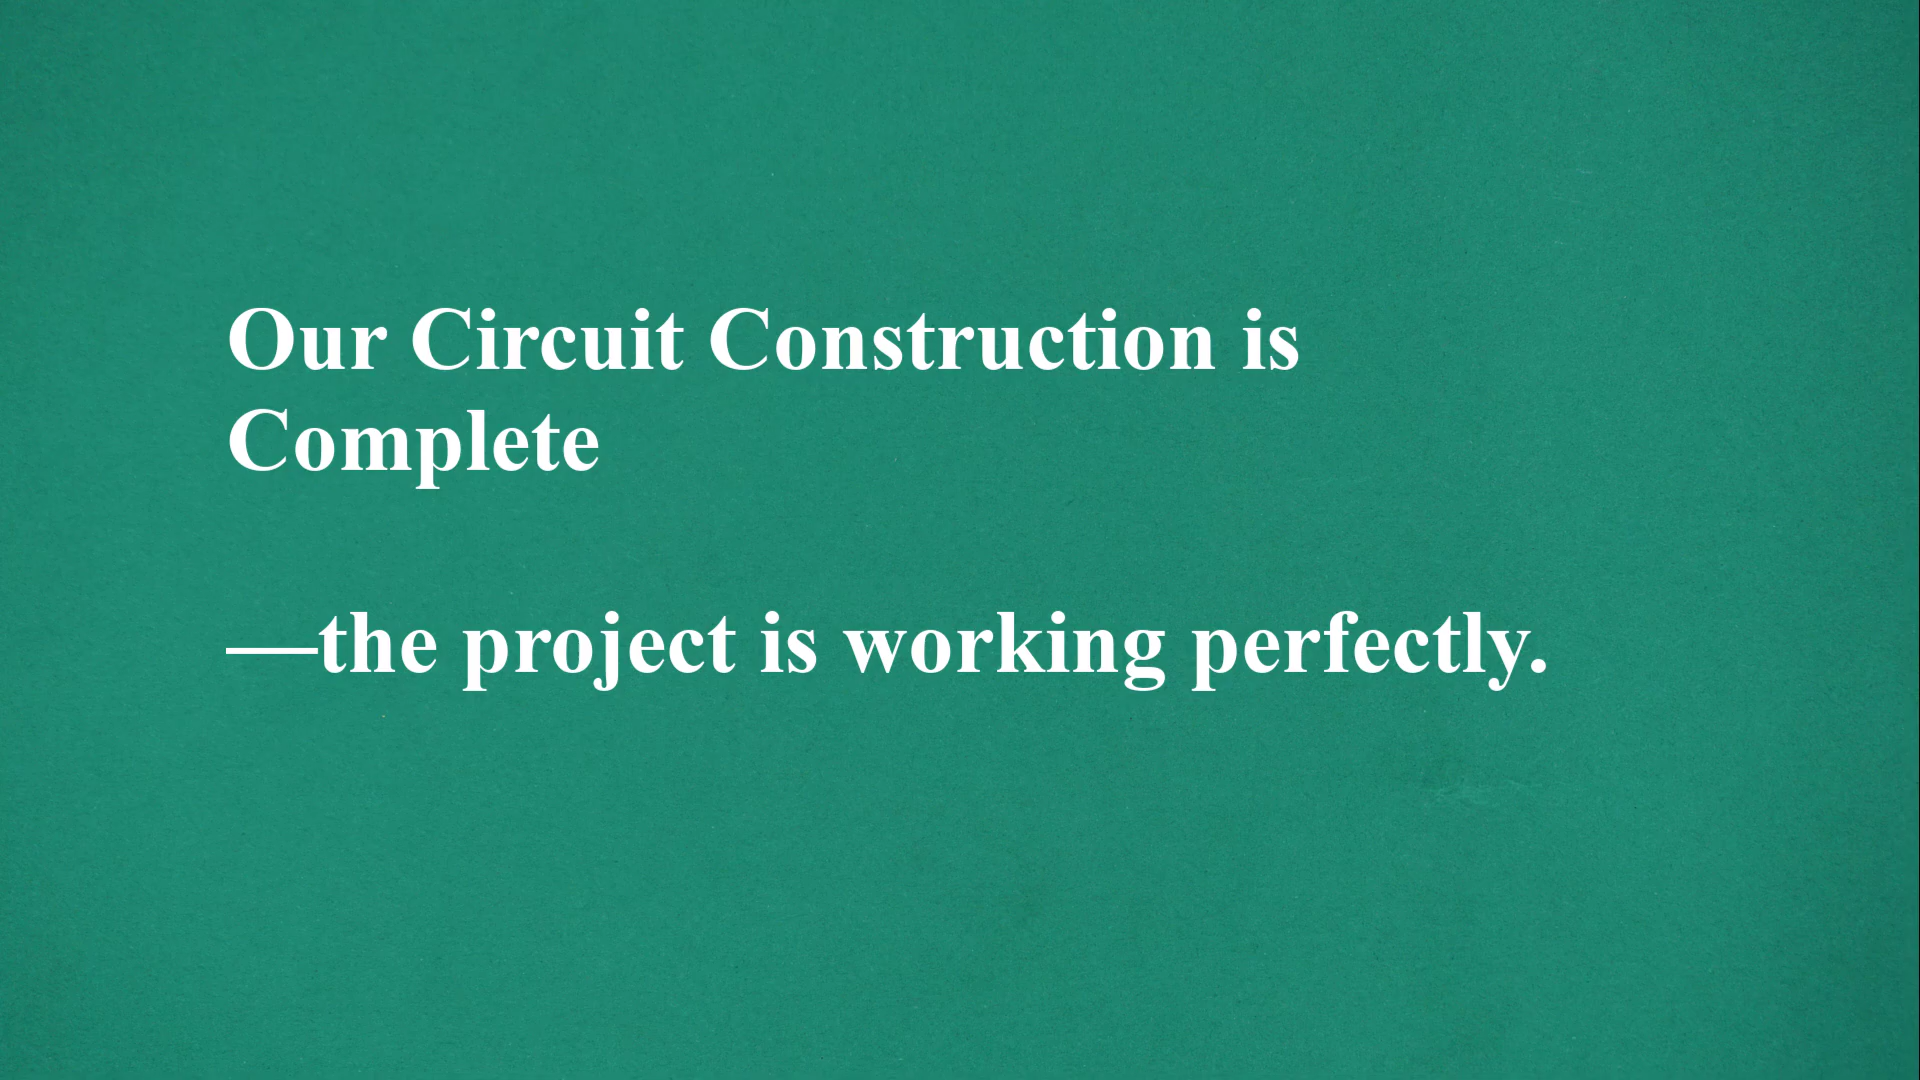 Our Circuit Construction is
Complete
—the project is working perfectly.